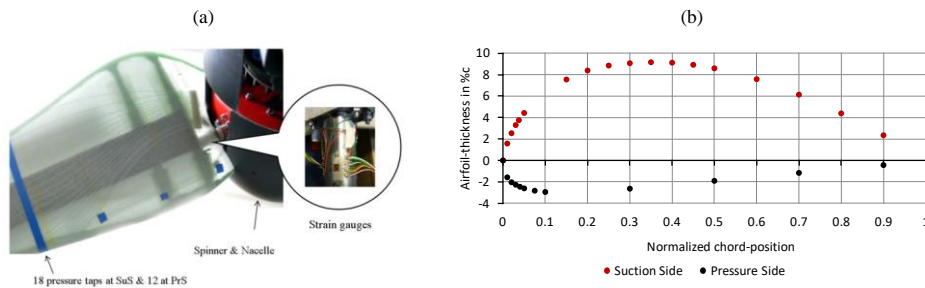 (a)
(b)
Strain gauges
Spinner & Nacelle
18 pressure taps at SuS & 12 at PrS
Airfoil-thickness in %c
10
8
6
4
2
0
-2
-4
0 0.1 0.2 0.3 0.4 0.5 0.6 0.7 0.8 0.9 1
Normalized chord-position
Suction Side Pressure Side